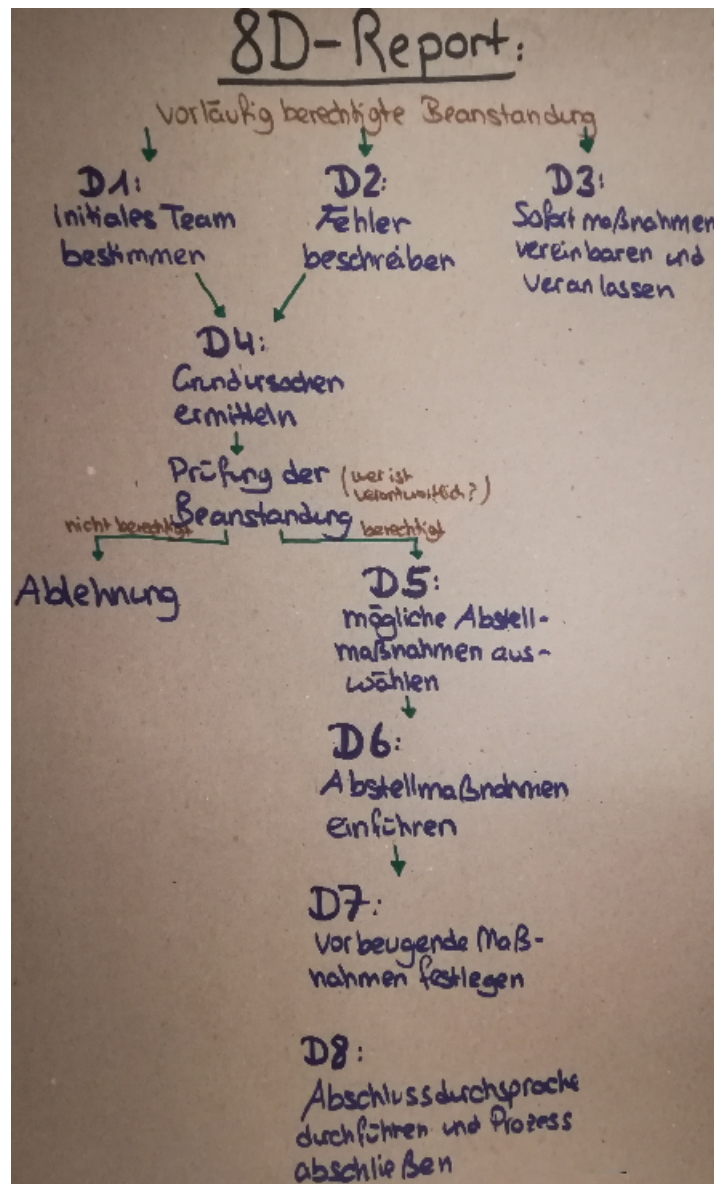 8D-Report:
vorläufig berechtigte Beanstandung
D1:
Initiales Team
bestimmen
D2:
Fehler
beschreiben
D3:
Sofortmaßnahmen
vereinbaren und
veranlassen
D4:
Grundursachen
ermitteln
Prüfung der (wer ist
verantwortlich?)
Beanstandung
nicht berechtigt
berechtigt
Ablehnung
D5:
mögliche Abstell-
maßnahmen aus-
wählen
D6:
Abstellmaßnahmen
einführen
D7:
Vorbeugende Maß-
nahmen festlegen
D8:
Abschlussdurchsprache
durchführen und Prozess
abschließen